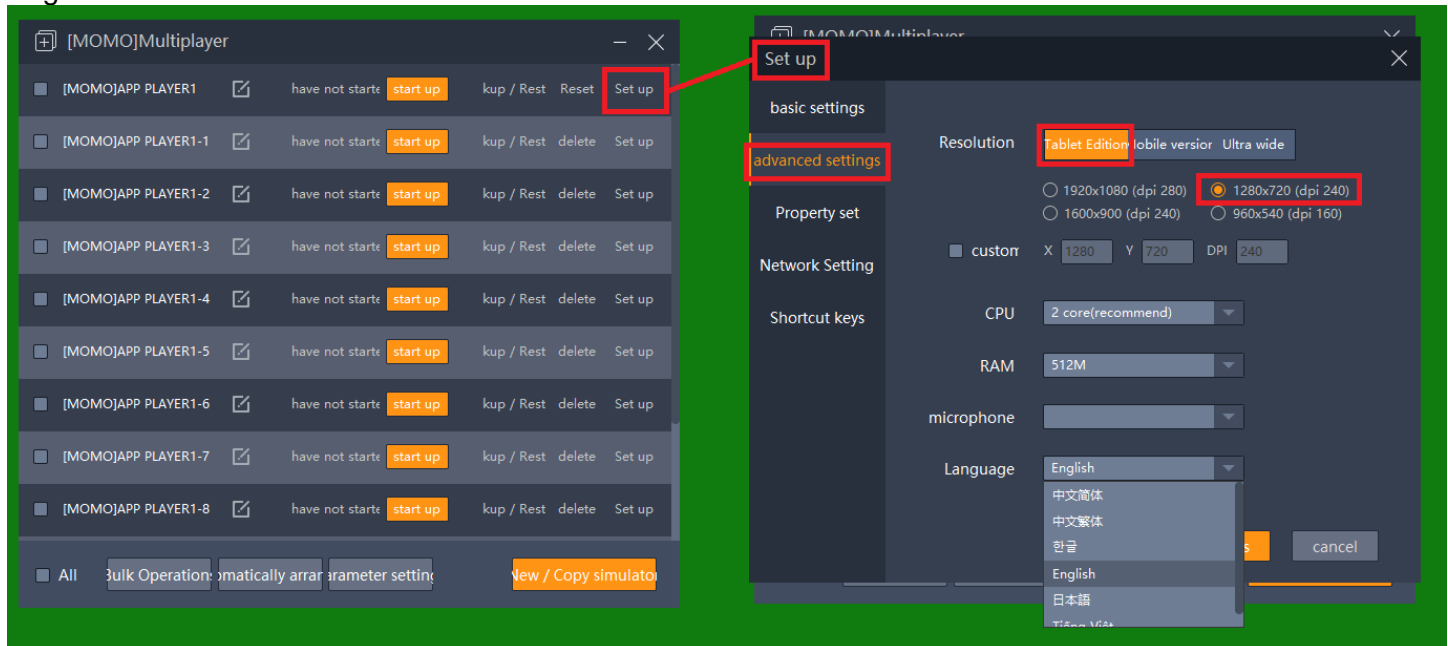 [MOMO]Multiplayer
[MOMO]APP PLAYER1 have not starte start up kup / Rest Reset Set up
[MOMO]APP PLAYER1-1 have not starte start up kup / Rest delete Set up
[MOMO]APP PLAYER1-2 have not starte start up kup / Rest delete Set up
[MOMO]APP PLAYER1-3 have not starte start up kup / Rest delete Set up
[MOMO]APP PLAYER1-4 have not starte start up kup / Rest delete Set up
[MOMO]APP PLAYER1-5 have not starte start up kup / Rest delete Set up
[MOMO]APP PLAYER1-6 have not starte start up kup / Rest delete Set up
[MOMO]APP PLAYER1-7 have not starte start up kup / Rest delete Set up
[MOMO]APP PLAYER1-8 have not starte start up kup / Rest delete Set up
All Bulk Operation: omatically arrar arameter setting New / Copy simulator
[MOMO]Multiplayer
Set up
basic settings
advanced settings
Property set
Network Setting
Shortcut keys
Resolution Tablet Edition lobile versior Ultra wide
1920x1080 (dpi 280) 1280x720 (dpi 240)
1600x900 (dpi 240) 960x540 (dpi 160)
custom X 1280 Y 720 DPI 240
CPU 2 core(recommend)
RAM 512M
microphone
Language English
中文简体
中文繁体
한글
English
日本語
Tiếng Việt
s cancel